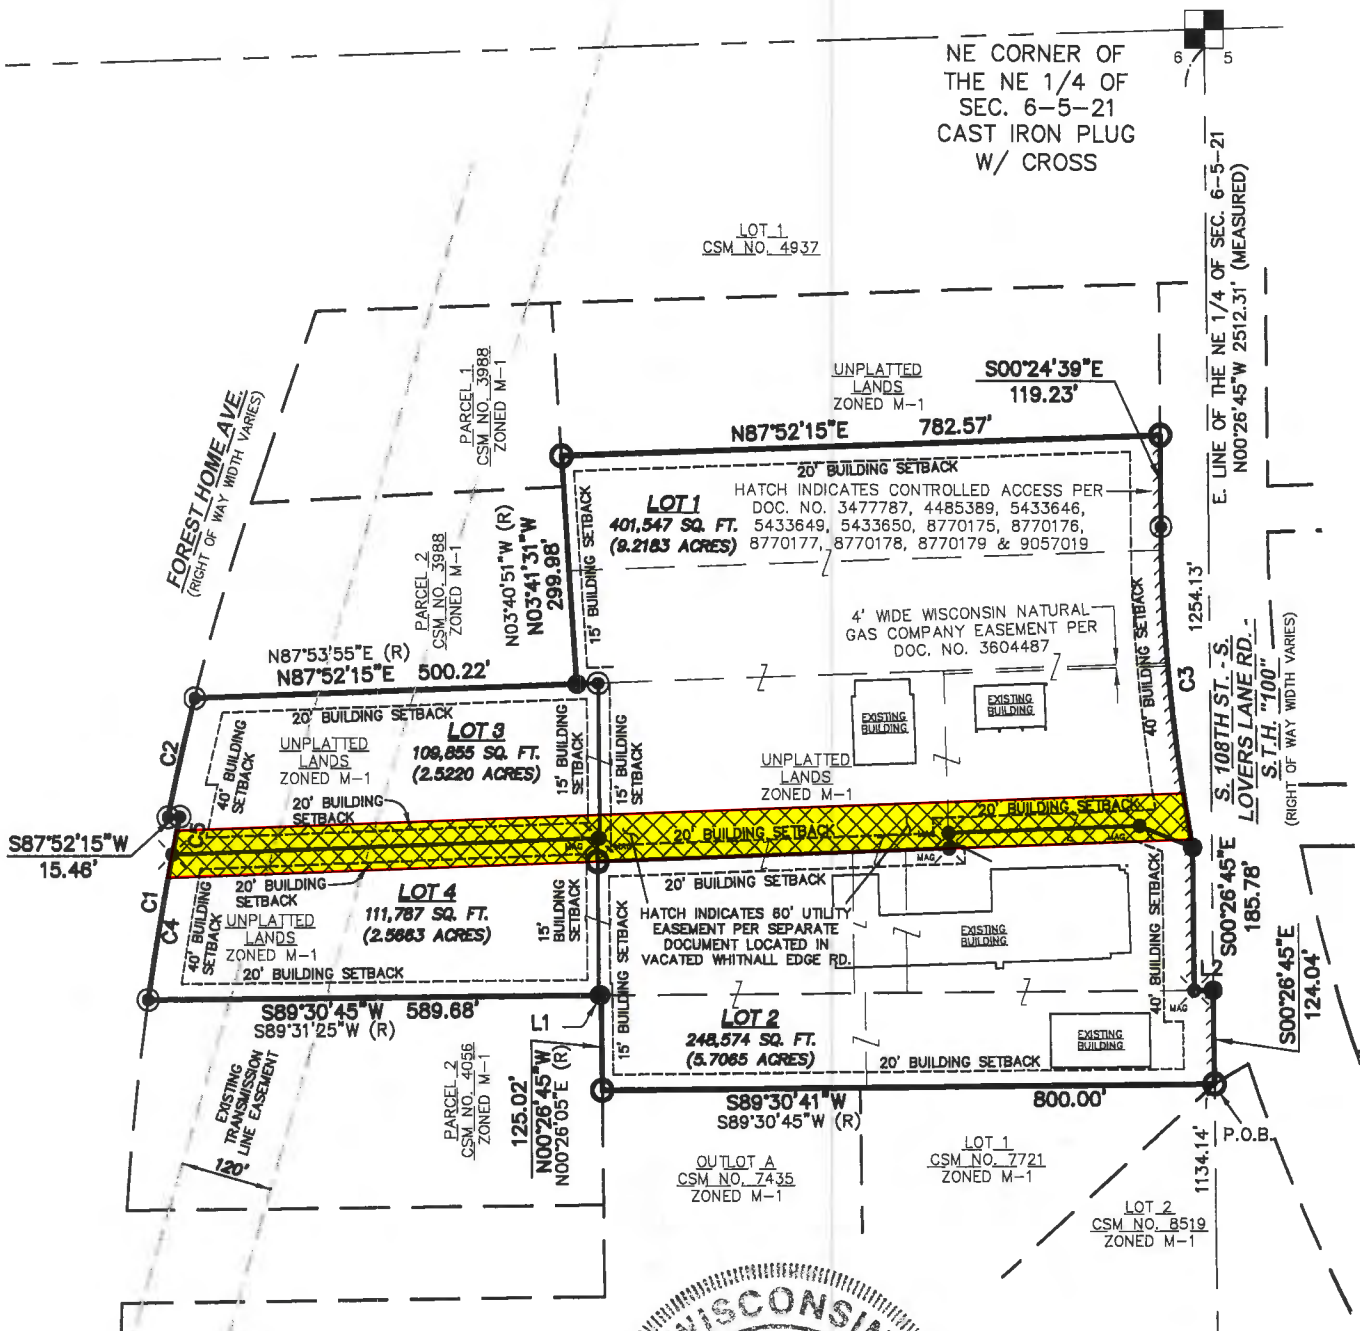 NE CORNER OF
THE NE 1/4 OF
SEC. 6-5-21
CAST IRON PLUG
W/ CROSS
6
5
E. LINE OF THE NE 1/4 OF SEC. 6-5-21
N00°26'45"W 2512.31' (MEASURED)
LOT 1
CSM NO. 4937
UNPLATTED
LANDS
ZONED M-1
S00°24'39"E
119.23'
PARCEL 1
CSM NO. 3988
ZONED M-1
N87°52'15"E 782.57'
FOREST HOME AVE.
(RIGHT OF WAY WIDTH VARIES)
20' BUILDING SETBACK
LOT 1
401,547 SQ. FT.
(9.2183 ACRES)
HATCH INDICATES CONTROLLED ACCESS PER
DOC. NO. 3477787, 4485389, 5433646,
5433649, 5433650, 8770175, 8770176,
8770177, 8770178, 8770179 & 9057019
15' BUILDING SETBACK
N03°40'51"W (R)
N03°41'31"W
299.98'
PARCEL 2
CSM NO. 3988
ZONED M-1
4' WIDE WISCONSIN NATURAL
GAS COMPANY EASEMENT PER
DOC. NO. 3604487
40' BUILDING SETBACK
1254.13'
C3
S. 108TH ST. - S.
LOVERS LANE RD. -
S.T.H. "100"
(RIGHT OF WAY WIDTH VARIES)
N87°53'55"E (R)
N87°52'15"E 500.22'
20' BUILDING SETBACK
LOT 3
109,855 SQ. FT.
(2.5220 ACRES)
UNPLATTED
LANDS
ZONED M-1
40' BUILDING
SETBACK
15' BUILDING
SETBACK
15' BUILDING
SETBACK
EXISTING
BUILDING
EXISTING
BUILDING
UNPLATTED
LANDS
ZONED M-1
C2
20' BUILDING
SETBACK
20' BUILDING SETBACK
20' BUILDING SETBACK
C5
S87°52'15"W
15.46'
MAG
MAG
MAG
MAG
20' BUILDING
SETBACK
20' BUILDING SETBACK
C1
C4
LOT 4
111,787 SQ. FT.
(2.5663 ACRES)
40' BUILDING
SETBACK
UNPLATTED
LANDS
ZONED M-1
15'
BUILDING
SETBACK
15' BUILDING SETBACK
HATCH INDICATES 60' UTILITY
EASEMENT PER SEPARATE
DOCUMENT LOCATED IN
VACATED WHITNALL EDGE RD.
EXISTING
BUILDING
40' BUILDING SETBACK
S00°26'45"E
185.78'
L2
20' BUILDING SETBACK
S89°30'45"W 589.68'
S89°31'25"W (R)
L1
MAG
S00°26'45"E
124.04'
LOT 2
248,574 SQ. FT.
(5.7065 ACRES)
20' BUILDING SETBACK
EXISTING
BUILDING
EXISTING
TRANSMISSION
LINE EASEMENT
120'
PARCEL 2
CSM NO. 4056
ZONED M-1
125.02'
N00°26'45"W
N00°26'05"E (R)
S89°30'41"W 800.00'
S89°30'45"W (R)
P.O.B.
1134.14'
OUTLOT A
CSM NO. 7435
ZONED M-1
LOT 1
CSM NO. 7721
ZONED M-1
LOT 2
CSM NO. 8519
ZONED M-1
WISCONSIN